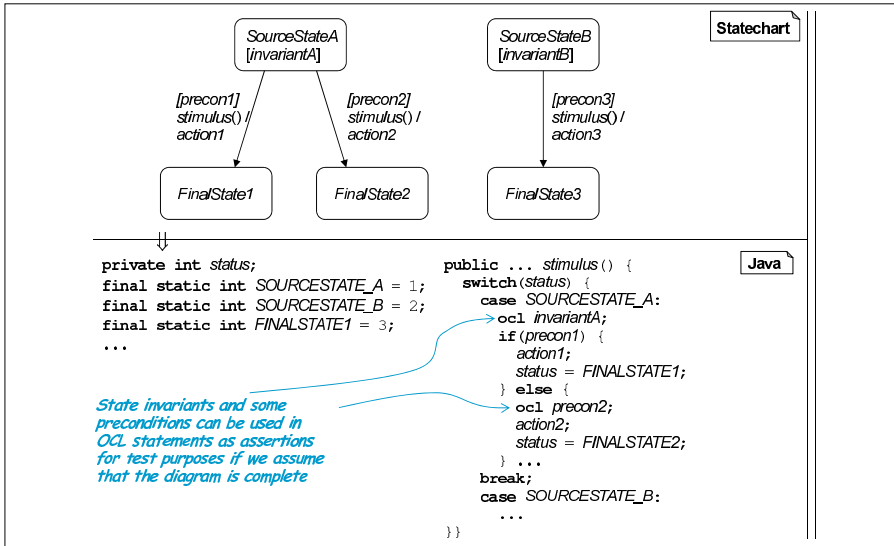 Statechart
SourceStateA
[invariantA]
SourceStateB
[invariantB]
[precon1]
stimulus() /
action1
[precon2]
stimulus() /
action2
[precon3]
stimulus() /
action3
FinalState1
FinalState2
FinalState3
Java
private int status;
final static int SOURCESTATE_A = 1;
final static int SOURCESTATE_B = 2;
final static int FINALSTATE1 = 3;
...
public ... stimulus() {
switch(status) {
case SOURCESTATE_A:
ocl invariantA;
if(precon1) {
action1;
status = FINALSTATE1;
} else {
ocl precon2;
action2;
status = FINALSTATE2;
} ...
break;
case SOURCESTATE_B:
...
}}
State invariants and some
preconditions can be used in
OCL statements as assertions
for test purposes if we assume
that the diagram is complete